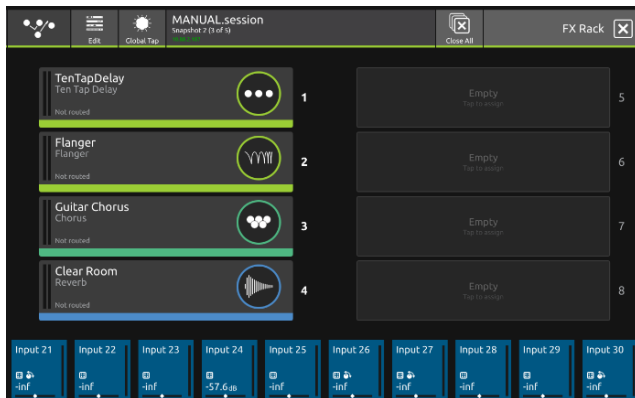 MANUAL.session
Snapshot 2 (3 of 5)
Edit
Global Tap
Close All
FX Rack
TenTapDelay
Ten Tap Delay
Not routed
1
Empty
Tap to assign
5
Flanger
Flanger
Not routed
2
Empty
Tap to assign
6
Guitar Chorus
Chorus
Not routed
3
Empty
Tap to assign
7
Clear Room
Reverb
Not routed
4
Empty
Tap to assign
8
Input 21 Input 22 Input 23 Input 24 Input 25 Input 26 Input 27 Input 28 Input 29 Input 30
-inf -inf -inf -57.6dB -inf -inf -inf -inf -inf -inf